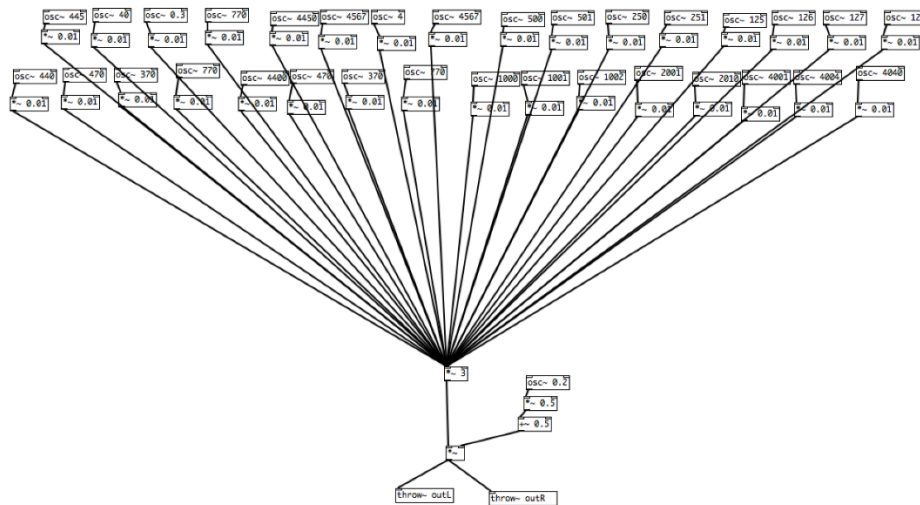 osc~ 445 osc~ 40 osc~ 0.3 osc~ 770 osc~ 4450 osc~ 4567 osc~ 4 osc~ 4567 osc~ 500 osc~ 501 osc~ 250 osc~ 251 osc~ 125 osc~ 126 osc~ 127 osc~
*~ 0.01 *~ 0.01 *~ 0.01 *~ 0.01 *~ 0.01 *~ 0.01 *~ 0.01 *~ 0.01 *~ 0.01 *~ 0.01 *~ 0.01 *~ 0.01 *~ 0.01 *~ 0.01 *~ 0.01 *~ 0.01
osc~ 440 osc~ 470 osc~ 370 osc~ 770 osc~ 4400 osc~ 470 osc~ 370 osc~ 770 osc~ 1000 osc~ 1001 osc~ 1002 osc~ 2001 osc~ 2010 osc~ 4001 osc~ 4004 osc~ 4040
*~ 0.01 *~ 0.01 *~ 0.01 *~ 0.01 *~ 0.01 *~ 0.01 *~ 0.01 *~ 0.01 *~ 0.01 *~ 0.01 *~ 0.01 *~ 0.01 *~ 0.01 *~ 0.01 *~ 0.01 *~ 0.01
*~ 3
osc~ 0.2
*~ 0.5
+~ 0.5
*~
throw~ outL throw~ outR